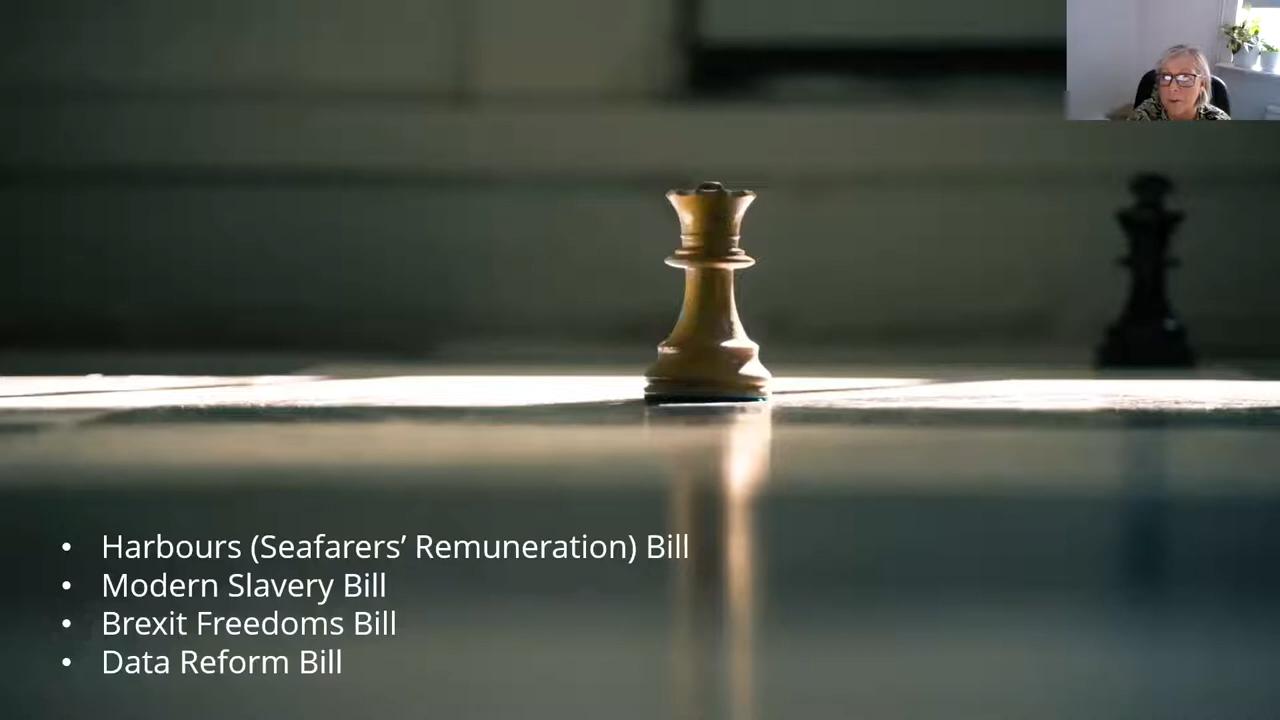 • Harbours (Seafarers’ Remuneration) Bill
• Modern Slavery Bill
• Brexit Freedoms Bill
• Data Reform Bill